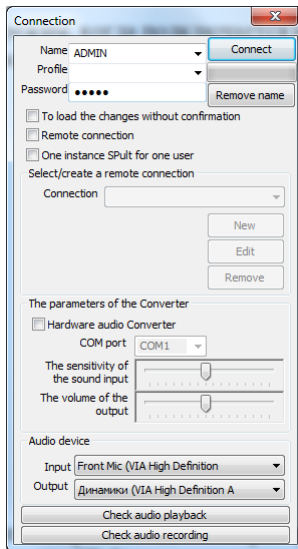 Connection
Name ADMIN Connect
Profile
Password ●●●●● Remove name
To load the changes without confirmation
Remote connection
One instance SPult for one user
Select/create a remote connection
Connection
New
Edit
Remove
The parameters of the Converter
Hardware audio Converter
COM port COM1
The sensitivity of
the sound input
The volume of the
output
Audio device
Input Front Mic (VIA High Definition
Output Динамики (VIA High Definition A
Check audio playback
Check audio recording